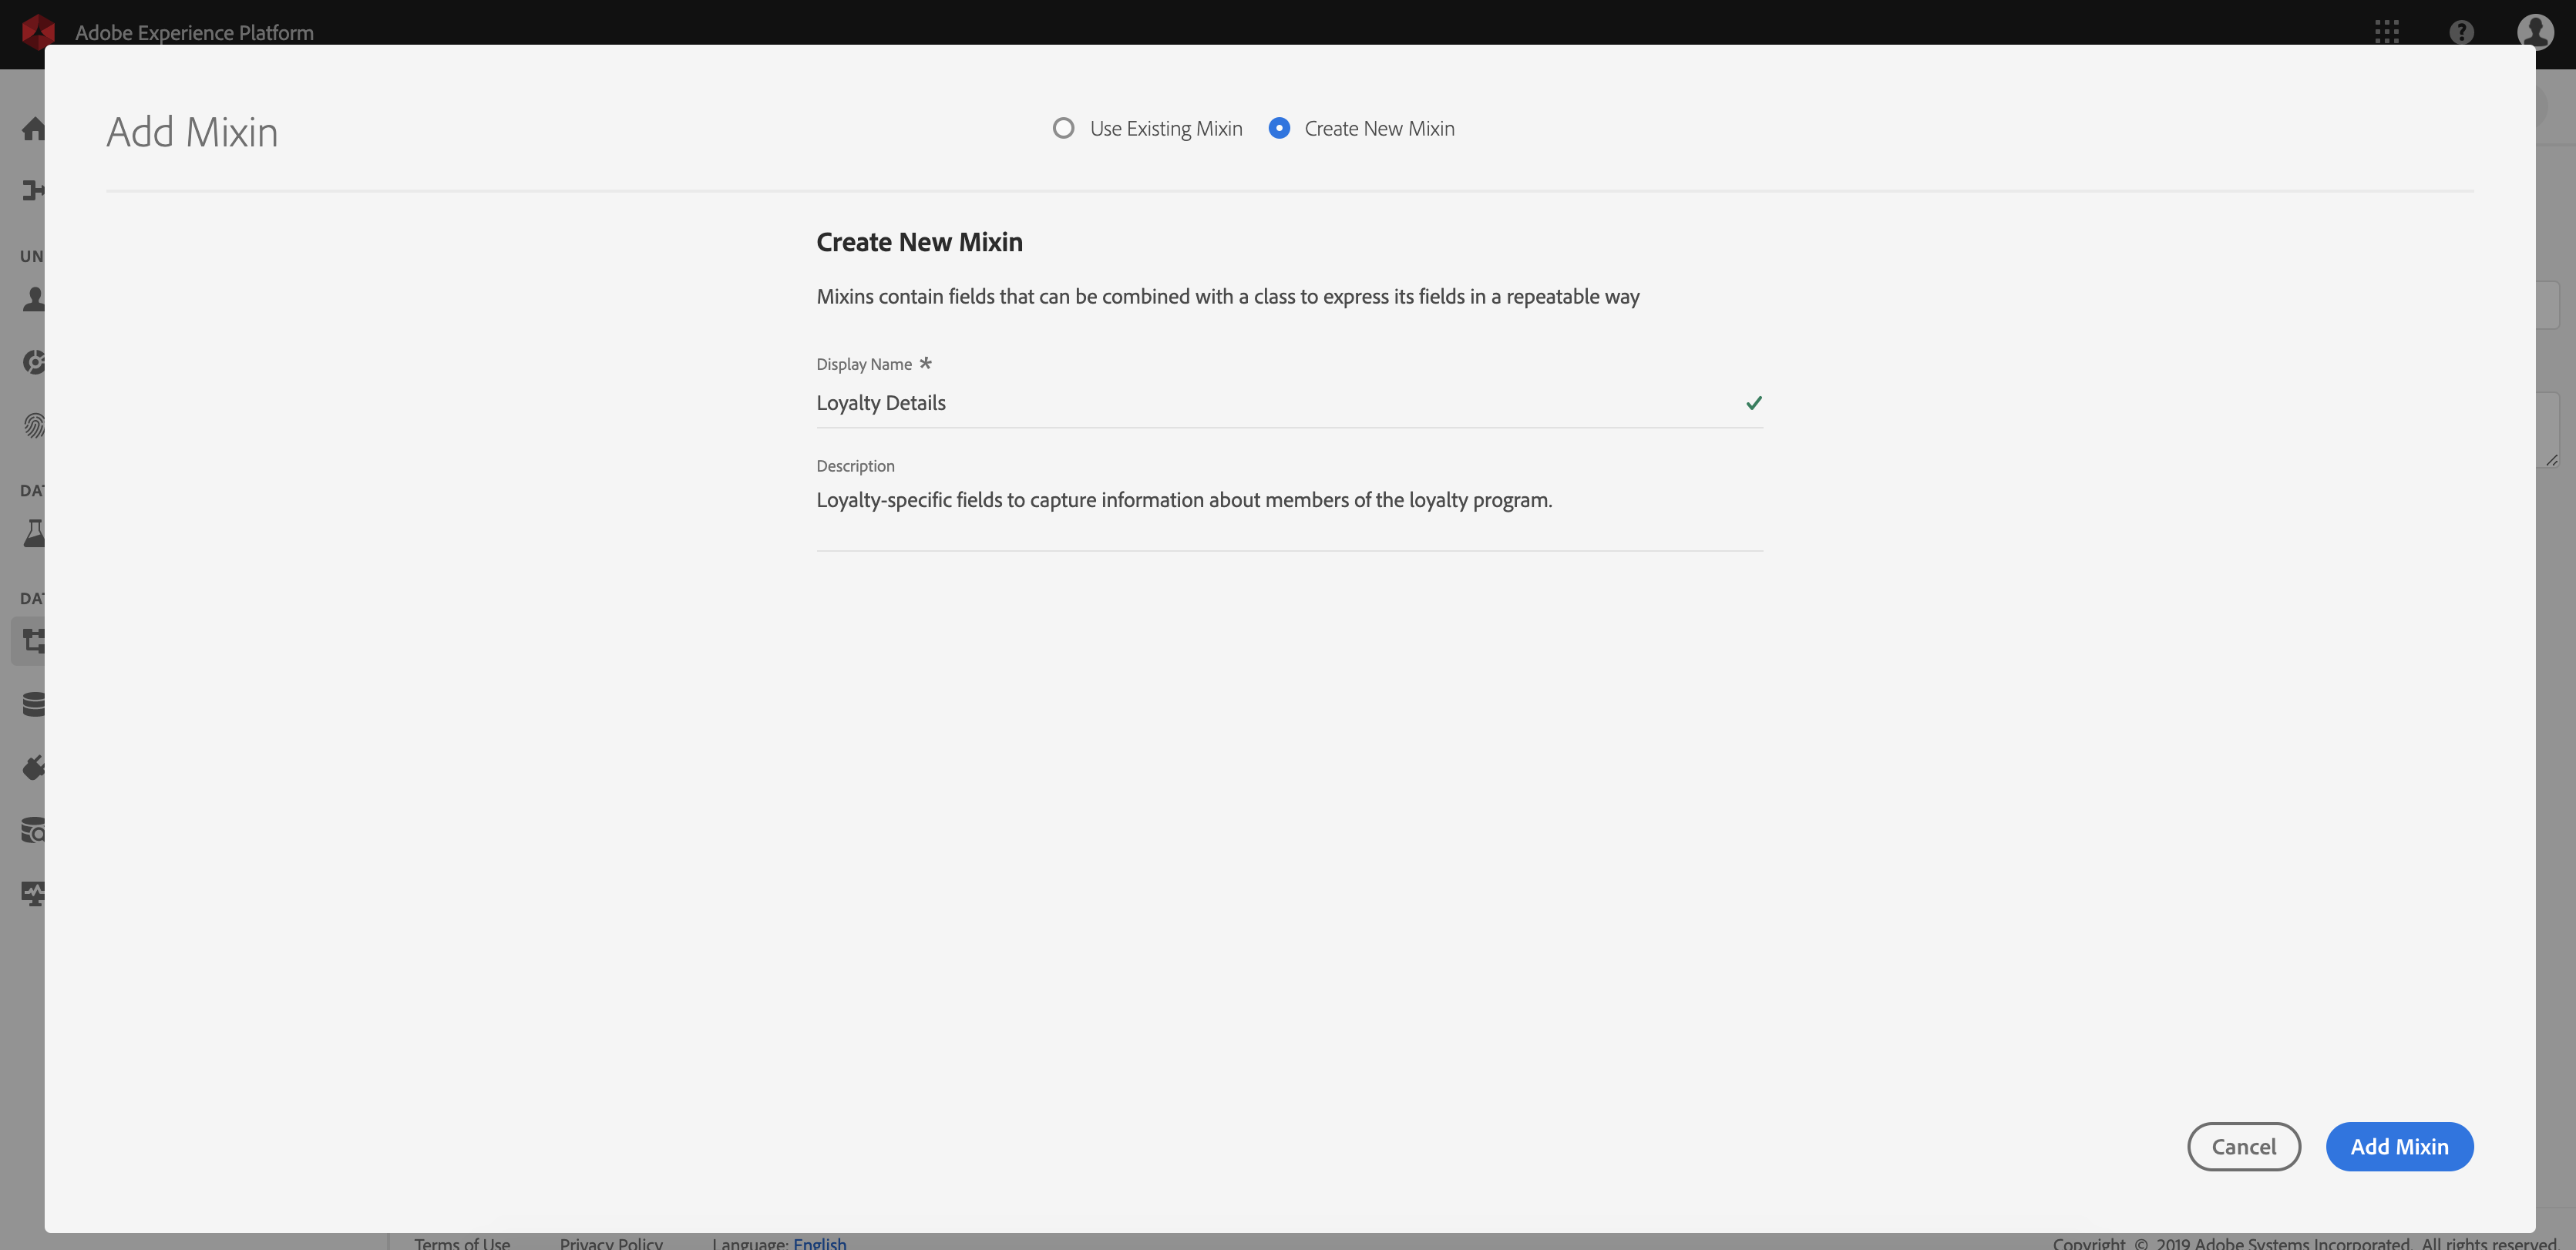 Adobe Experience Platform
Add Mixin
Use Existing Mixin
Create New Mixin
Create New Mixin
Mixins contain fields that can be combined with a class to express its fields in a repeatable way
Display Name *
Loyalty Details
Description
Loyalty-specific fields to capture information about members of the loyalty program.
UN
DAT
DAT
Cancel
Add Mixin
Terms of Use
Privacy Policy
Language: English
Copyright © 2019 Adobe Systems Incorporated. All rights reserved.